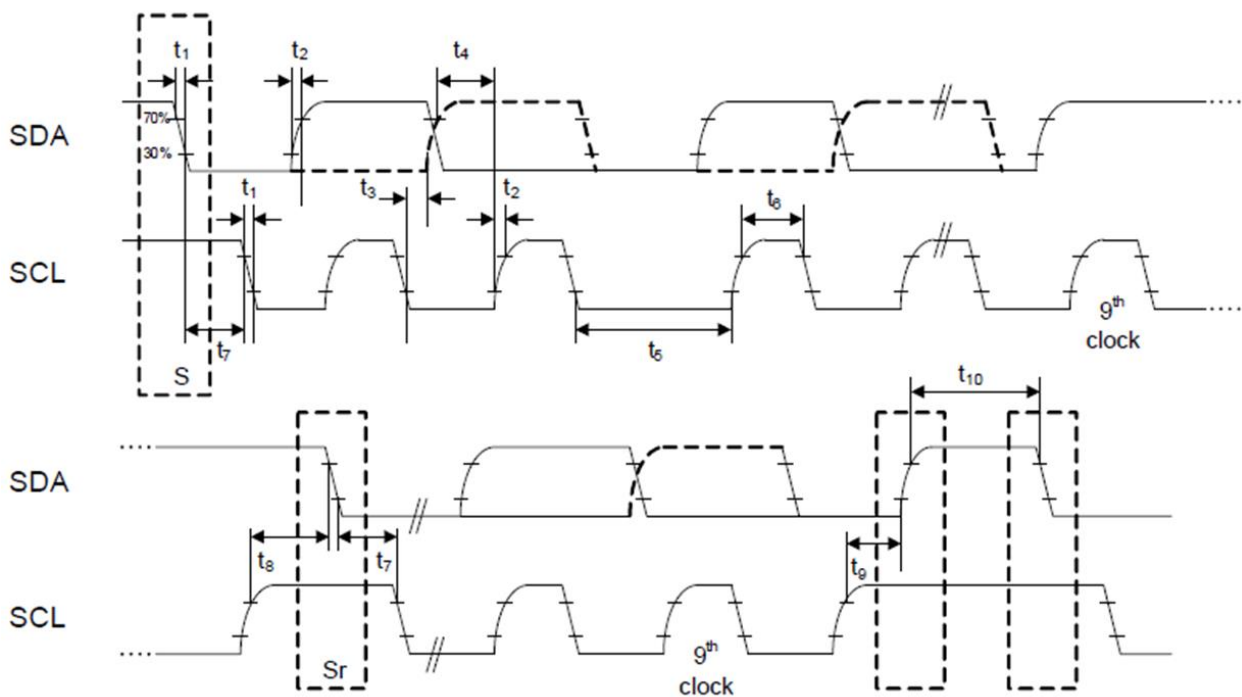 t₁ t₂ t₄
70%
SDA
30%
t₁ t₃ t₂ t₆
SCL
t₇ t₅ 9th
clock
S
t₁₀
SDA
t₈ t₇ t₉
SCL
Sr 9th
clock